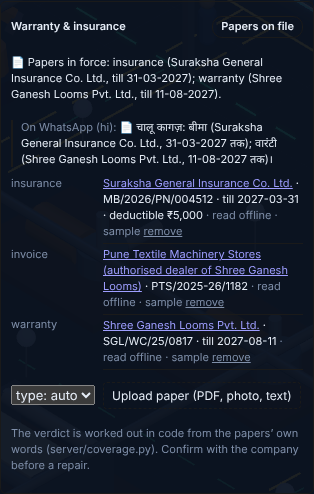 Warranty & insurance Papers on file
📄 Papers in force: insurance (Suraksha General
Insurance Co. Ltd., till 31-03-2027); warranty (Shree
Ganesh Looms Pvt. Ltd., till 11-08-2027).
On WhatsApp (hi): 📄 चालू कागज़: बीमा (Suraksha
General Insurance Co. Ltd., 31-03-2027 तक); वारंटी
(Shree Ganesh Looms Pvt. Ltd., 11-08-2027 तक)।
insurance Suraksha General Insurance Co. Ltd. ·
MB/2026/PN/004512 · till 2027-03-31
· deductible ₹5,000 · read offline ·
sample remove
invoice Pune Textile Machinery Stores
(authorised dealer of Shree Ganesh
Looms) · PTS/2025-26/1182 · read
offline · sample remove
warranty Shree Ganesh Looms Pvt. Ltd. ·
SGL/WC/25/0817 · till 2027-08-11 ·
read offline · sample remove
type: auto Upload paper (PDF, photo, text)
The verdict is worked out in code from the papers’ own
words (server/coverage.py). Confirm with the company
before a repair.